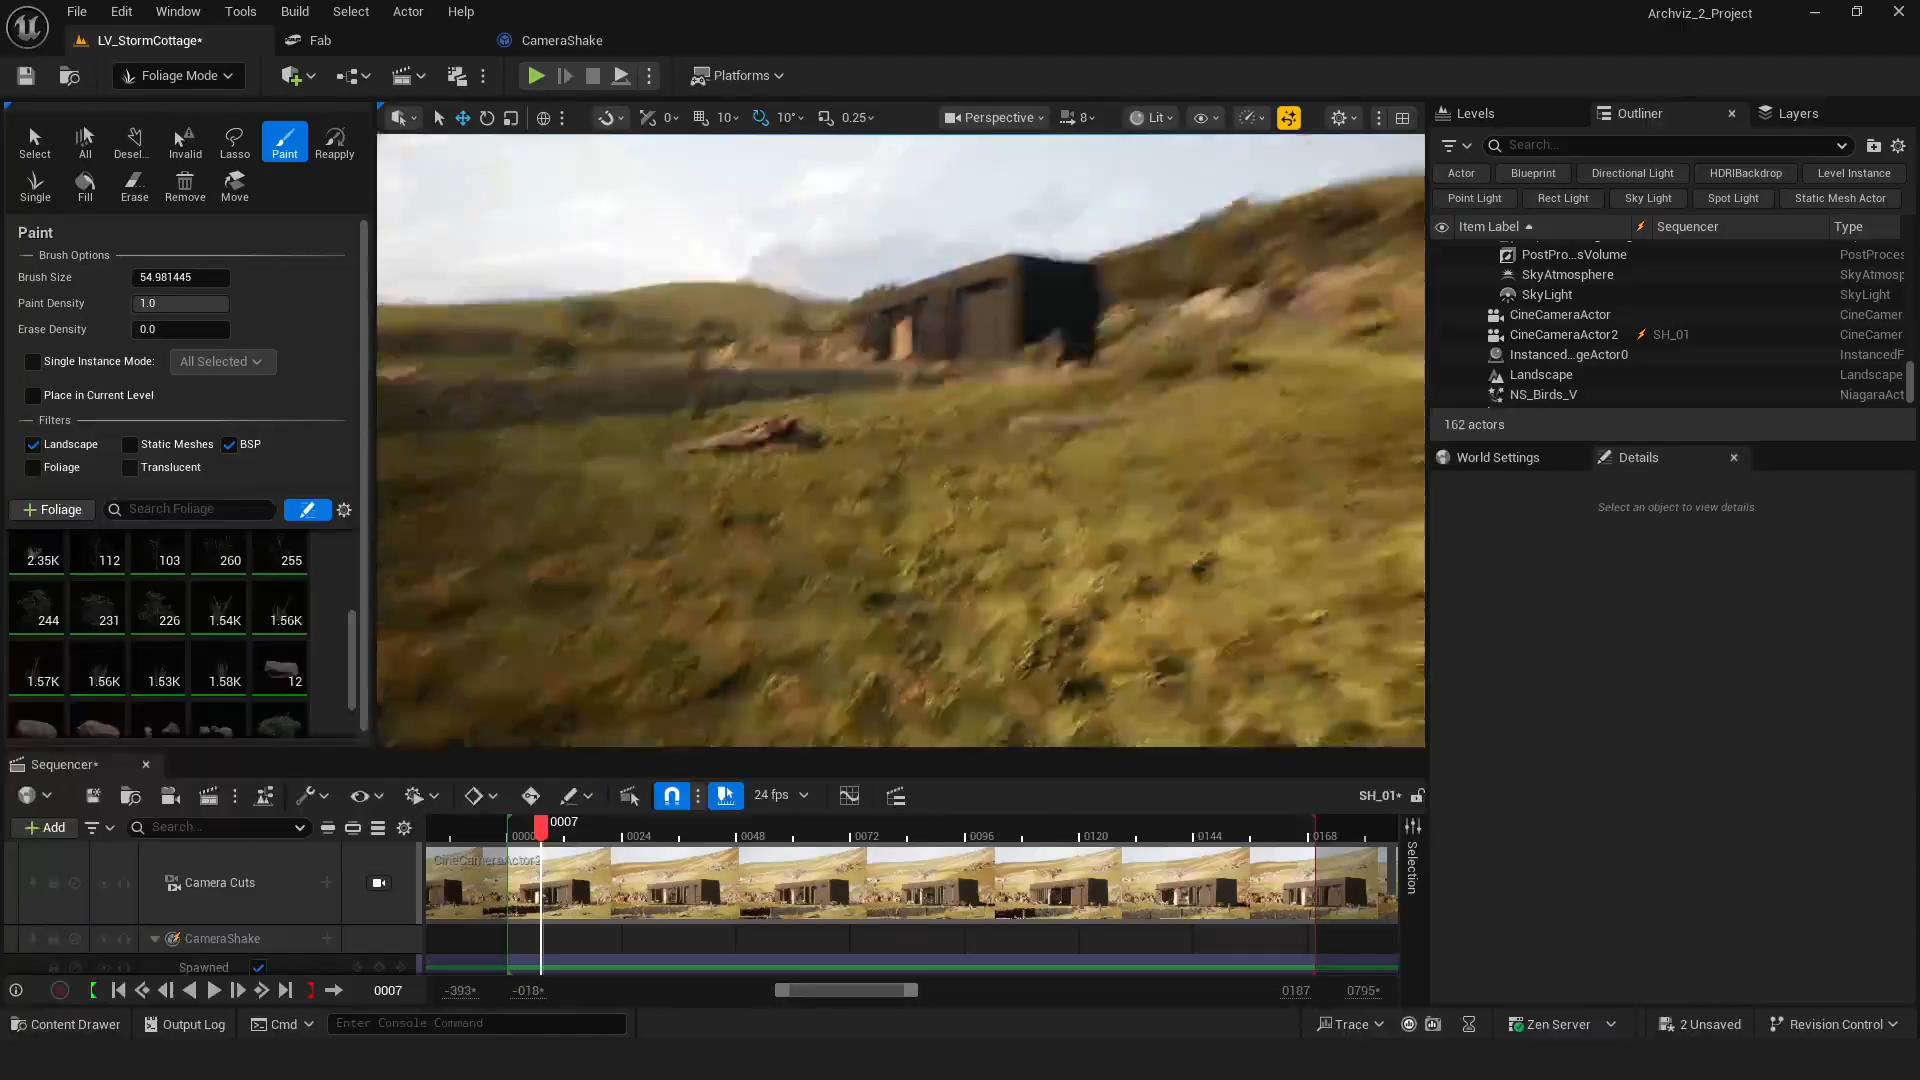 File Edit Window Tools Build Select Actor Help
Archviz_2_Project
LV_StormCottage* Fab CameraShake
Foliage Mode Platforms
Select All Desel... Invalid Lasso Paint Reapply
Single Fill Erase Remove Move
Paint
Brush Options
Brush Size 54.981445
Paint Density 1.0
Erase Density 0.0
Single Instance Mode: All Selected
Place in Current Level
Filters
Landscape Static Meshes BSP
Foliage Translucent
Foliage Search Foliage
2.35K 112 103 260 255
244 231 226 1.54K 1.56K
1.57K 1.56K 1.53K 1.58K 12
0 10 10° 0.25 Perspective 8 Lit
Levels Outliner Layers
Search...
Actor Blueprint Directional Light HDRIBackdrop Level Instance
Point Light Rect Light Sky Light Spot Light Static Mesh Actor
Item Label Sequencer Type
PostPro...sVolume PostProces
SkyAtmosphere SkyAtmosp
SkyLight SkyLight
CineCameraActor CineCamer
CineCameraActor2 SH_01 CineCamer
Instanced...geActor0 InstancedF
Landscape Landscape
NS_Birds_V NiagaraAct
162 actors
World Settings Details
Select an object to view details
Sequencer*
24 fps SH_01*
Add Search...
0007
0000 0024 0048 0072 0096 0120 0144 0168
CineCameraActor2
Camera Cuts
CameraShake
Spawned
Selection
0007 -393* -018* 0187 0795*
Content Drawer Output Log Cmd Enter Console Command Trace Zen Server 2 Unsaved Revision Control